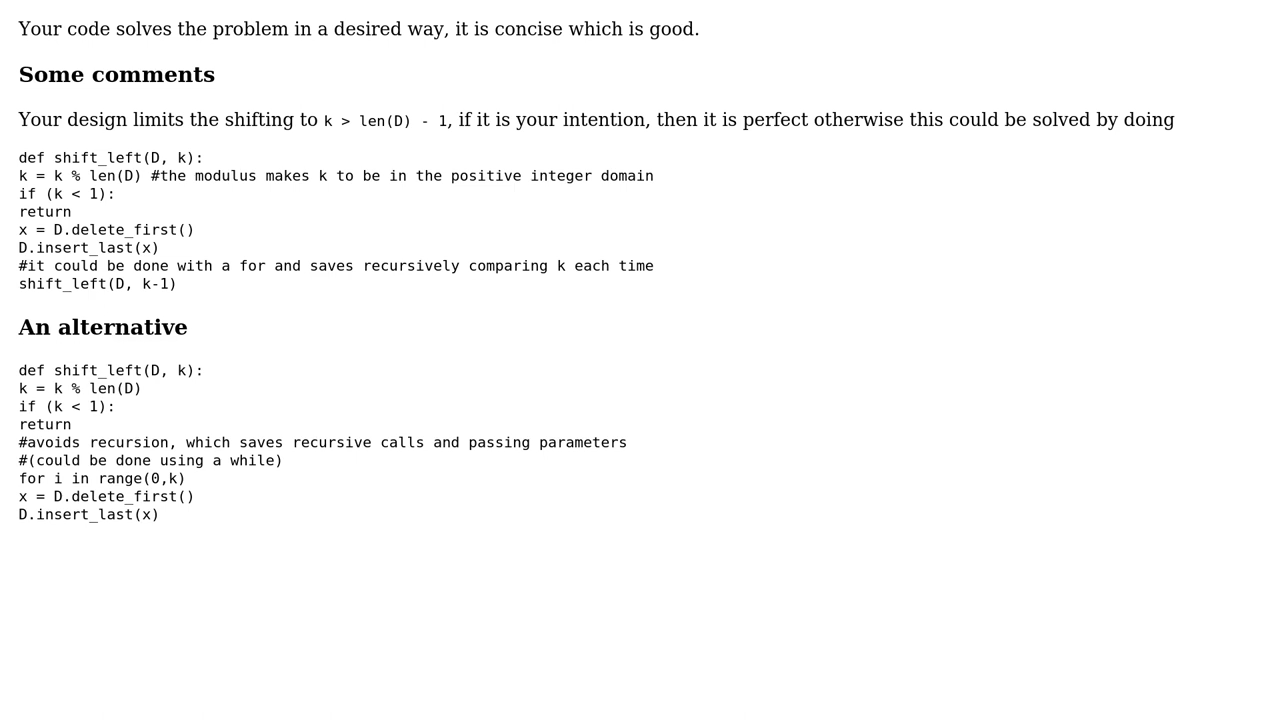 Your code solves the problem in a desired way, it is concise which is good.
Some comments
Your design limits the shifting to k > len(D) - 1, if it is your intention, then it is perfect otherwise this could be solved by doing
def shift_left(D, k):
k = k % len(D) #the modulus makes k to be in the positive integer domain
if (k < 1):
return
x = D.delete_first()
D.insert_last(x)
#it could be done with a for and saves recursively comparing k each time
shift_left(D, k-1)
An alternative
def shift_left(D, k):
k = k % len(D)
if (k < 1):
return
#avoids recursion, which saves recursive calls and passing parameters
#(could be done using a while)
for i in range(0,k)
x = D.delete_first()
D.insert_last(x)